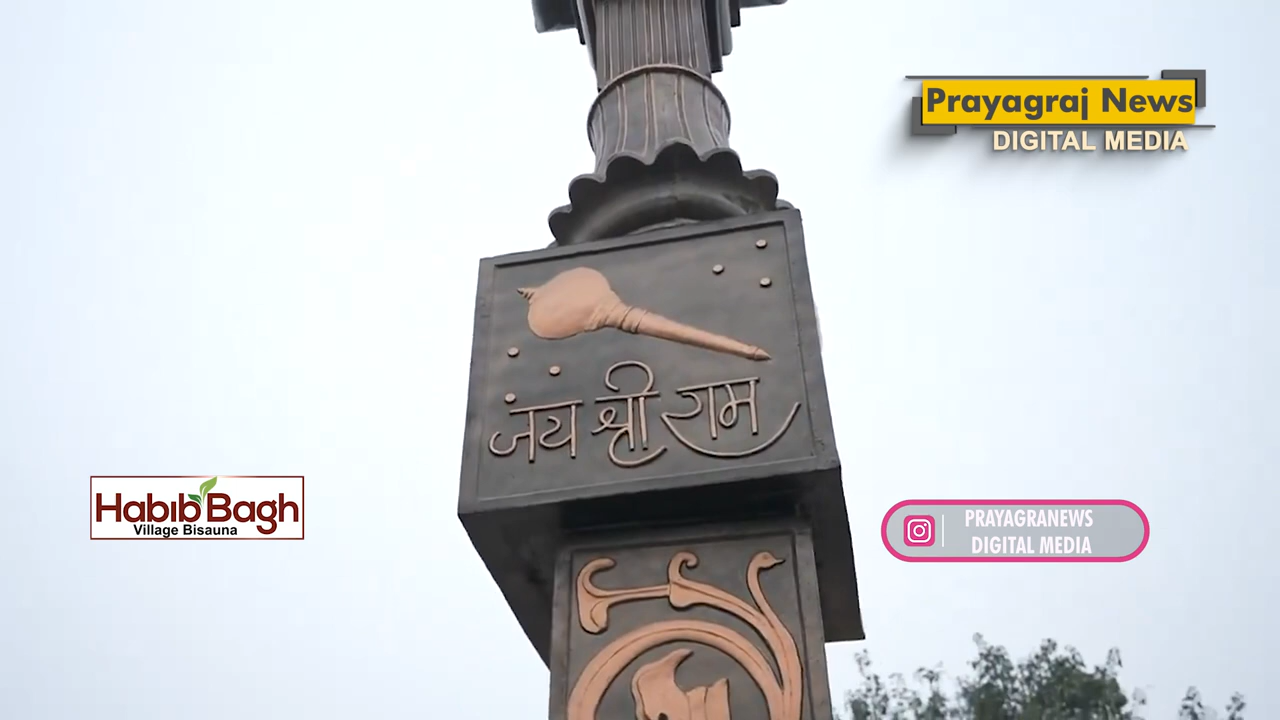 Prayagraj News
DIGITAL MEDIA
जय श्री राम
Habib Bagh
Village Bisauna
PRAYAGRANEWS
DIGITAL MEDIA